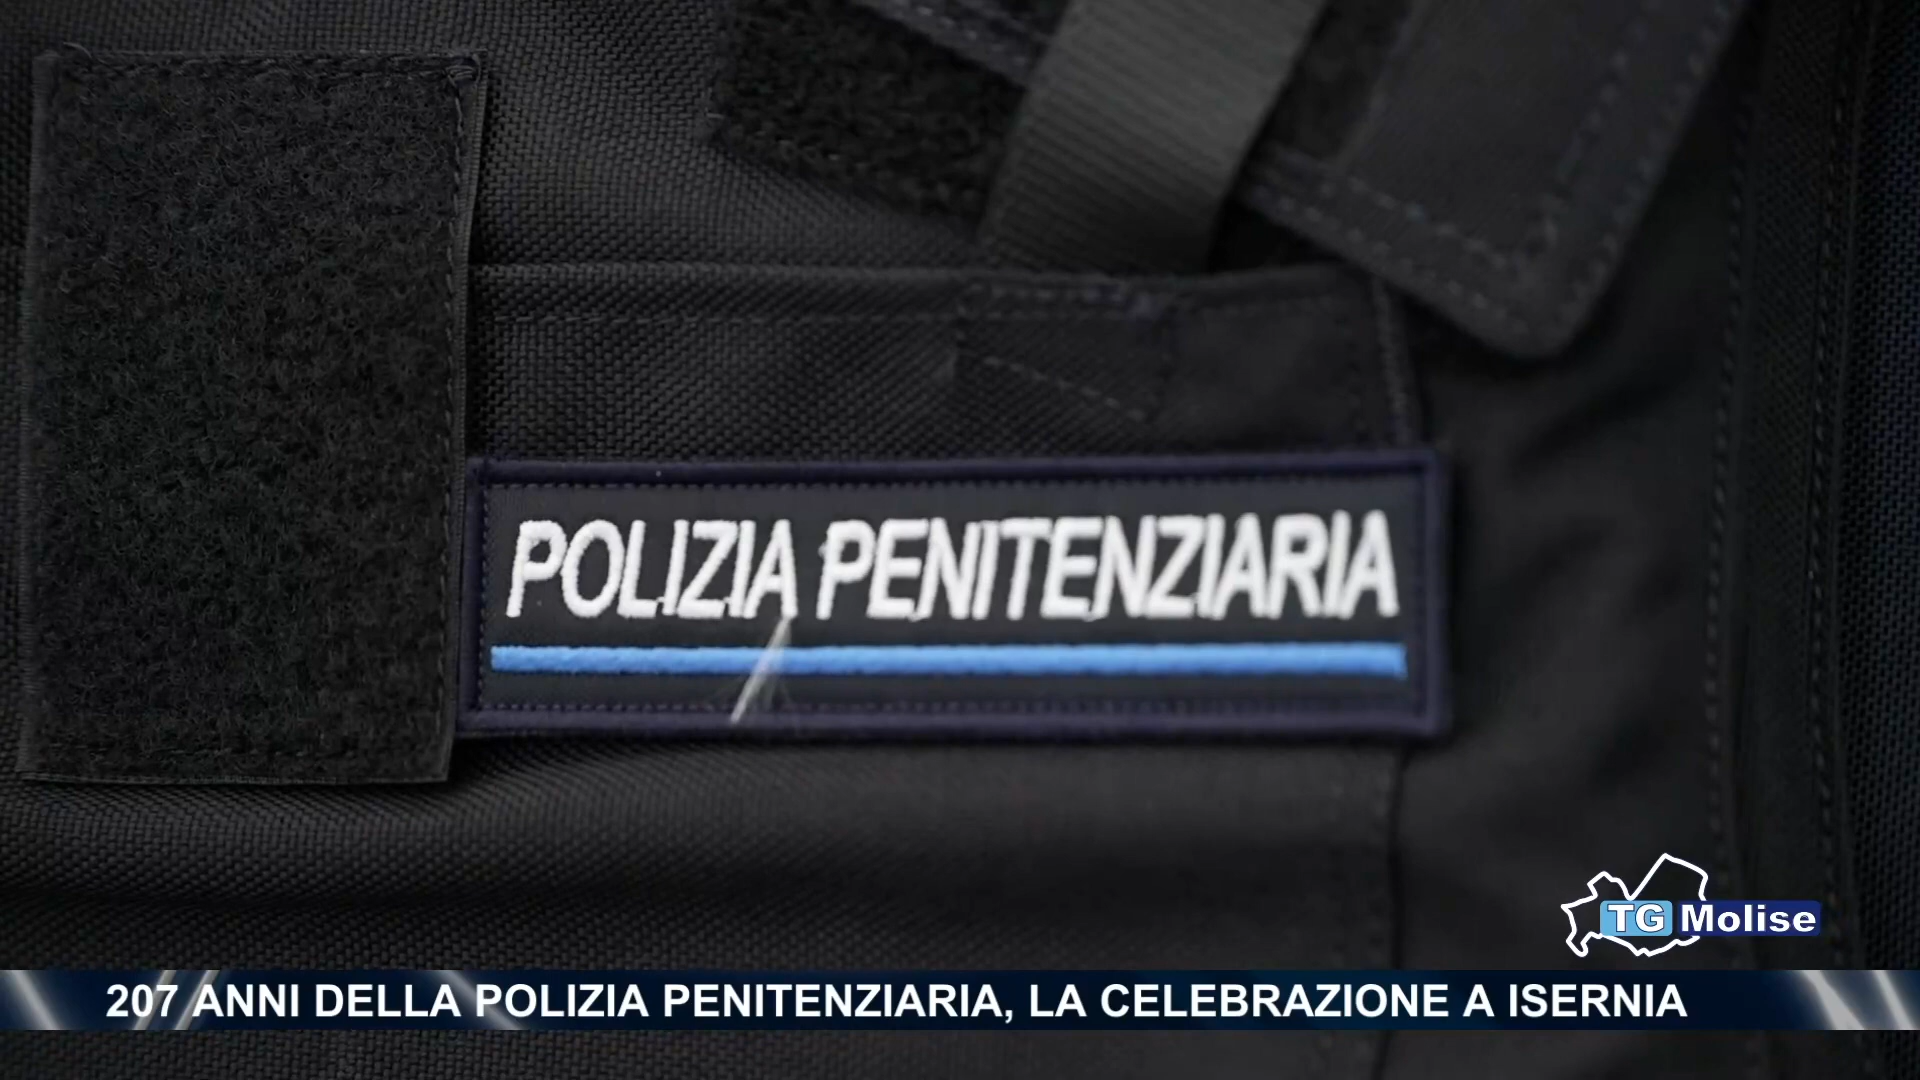 POLIZIA PENITENZIARIA
TG Molise
207 ANNI DELLA POLIZIA PENITENZIARIA, LA CELEBRAZIONE A ISERNIA